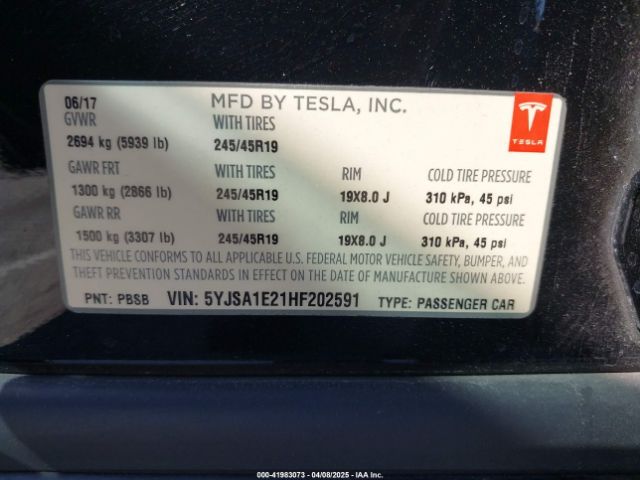 06/17 MFD BY TESLA, INC.
GVWR WITH TIRES
2694 kg (5939 lb) 245/45R19
TESLA
GAWR FRT WITH TIRES RIM COLD TIRE PRESSURE
1300 kg (2866 lb) 245/45R19 19X8.0 J 310 kPa, 45 psi
GAWR RR WITH TIRES RIM COLD TIRE PRESSURE
1500 kg (3307 lb) 245/45R19 19X8.0 J 310 kPa, 45 psi
THIS VEHICLE CONFORMS TO ALL APPLICABLE U.S. FEDERAL MOTOR VEHICLE SAFETY, BUMPER, AND
THEFT PREVENTION STANDARDS IN EFFECT ON THE DATE OF MANUFACTURE SHOWN ABOVE.
PNT: PBSB VIN: 5YJSA1E21HF202591 TYPE: PASSENGER CAR
000-41983073 - 04/08/2025 - IAA Inc.